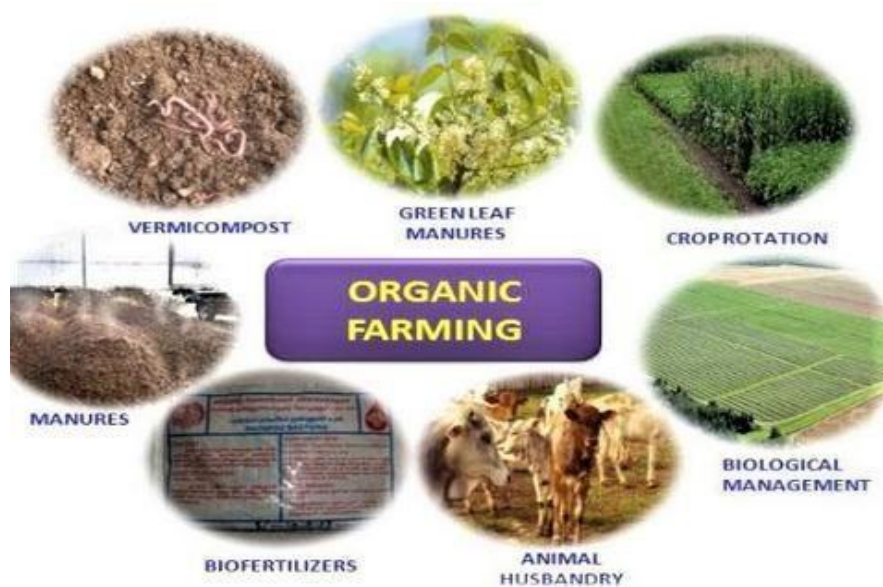 VERMICOMPOST
GREEN LEAF
MANURES
CROP ROTATION
ORGANIC
FARMING
MANURES
BIOLOGICAL
MANAGEMENT
BIOFERTILIZERS
ANIMAL
HUSBANDRY